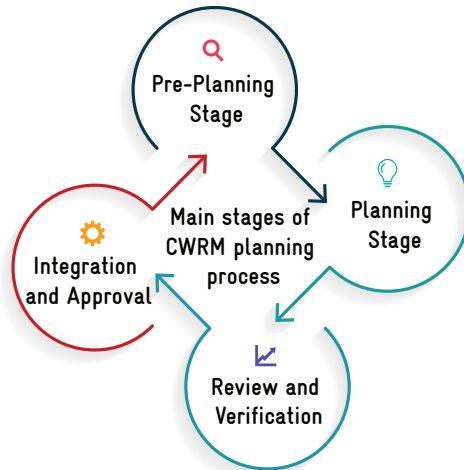 Pre-Planning
Stage
Planning
Stage
Main stages of
CWRM planning
process
Integration
and Approval
Review and
Verification